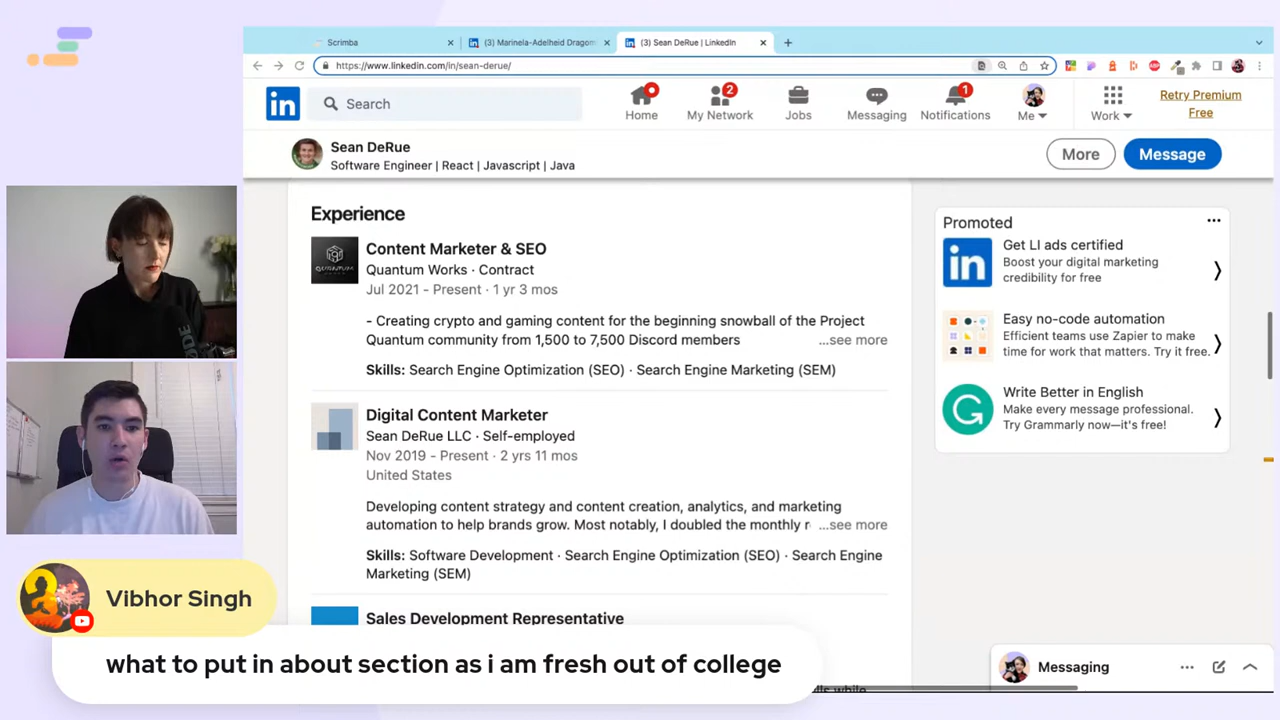 Scrimba
(3) Marinela-Adelheid Dragom
(3) Sean DeRue | LinkedIn
https://www.linkedin.com/in/sean-derue/
in
Search
Home
2
My Network
Jobs
Messaging
1
Notifications
Me
Work
Retry Premium
Free
Sean DeRue
Software Engineer | React | Javascript | Java
More
Message
Experience
Content Marketer & SEO
Quantum Works · Contract
Jul 2021 - Present · 1 yr 3 mos
- Creating crypto and gaming content for the beginning snowball of the Project
Quantum community from 1,500 to 7,500 Discord members ...see more
Skills: Search Engine Optimization (SEO) · Search Engine Marketing (SEM)
Digital Content Marketer
Sean DeRue LLC · Self-employed
Nov 2019 - Present · 2 yrs 11 mos
United States
Developing content strategy and content creation, analytics, and marketing
automation to help brands grow. Most notably, I doubled the monthly r ...see more
Skills: Software Development · Search Engine Optimization (SEO) · Search Engine
Marketing (SEM)
Sales Development Representative
Promoted
Get LI ads certified
Boost your digital marketing
credibility for free
in
Easy no-code automation
Efficient teams use Zapier to make
time for work that matters. Try it free.
Write Better in English
Make every message professional.
Try Grammarly now—it's free!
Messaging
Vibhor Singh
what to put in about section as i am fresh out of college